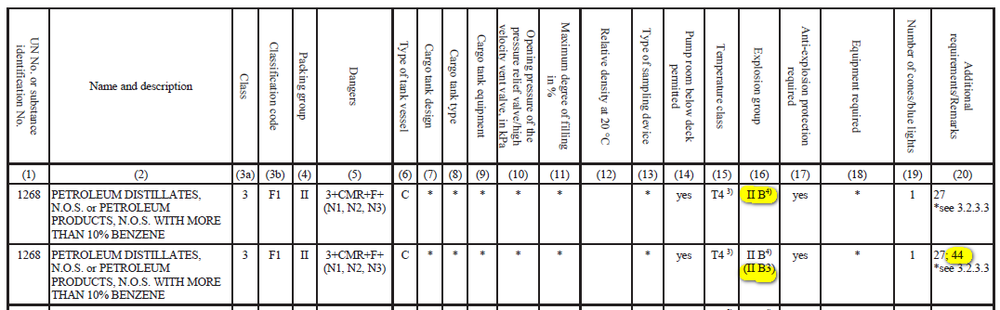 UN No. or substance
identification No.
Name and description
Class
Classification code
Packing group
Dangers
Type of tank vessel
Cargo tank design
Cargo tank type
Cargo tank equipment
Opening pressure of the
pressure relief valve/high
velocity vent valve, in kPa
Maximum degree of filling
in %
Relative density at 20 °C
Type of sampling device
Pump room below deck
permitted
Temperature class
Explosion group
Anti-explosion protection
required
Equipment required
Number of cones/blue lights
Additional
requirements/Remarks
(1) (2) (3a) (3b) (4) (5) (6) (7) (8) (9) (10) (11) (12) (13) (14) (15) (16) (17) (18) (19) (20)
1268 PETROLEUM DISTILLATES, 3 F1 II 3+CMR+F+ C * * * * * * yes T4 3) II B4) yes * 1 27
N.O.S. or PETROLEUM (N1, N2, N3) *see 3.2.3.3
PRODUCTS, N.O.S. WITH MORE
THAN 10% BENZENE
1268 PETROLEUM DISTILLATES, 3 F1 II 3+CMR+F+ C * * * * * * yes T4 3) II B4) yes * 1 27; 44
N.O.S. or PETROLEUM (N1, N2, N3) (II B3) *see 3.2.3.3
PRODUCTS, N.O.S. WITH MORE
THAN 10% BENZENE